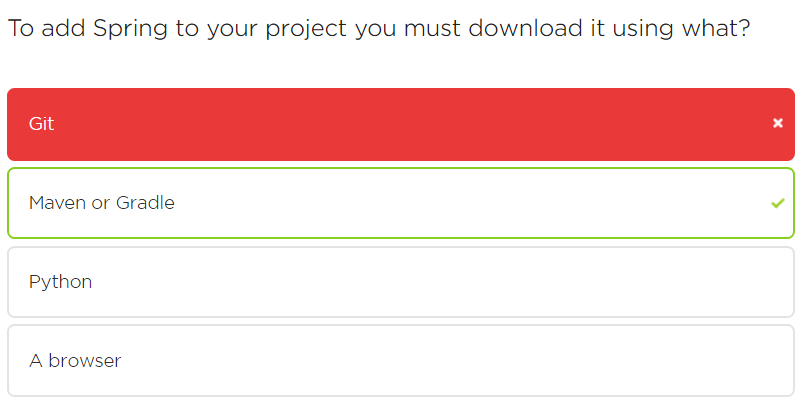 To add Spring to your project you must download it using what?
Git
Maven or Gradle
Python
A browser